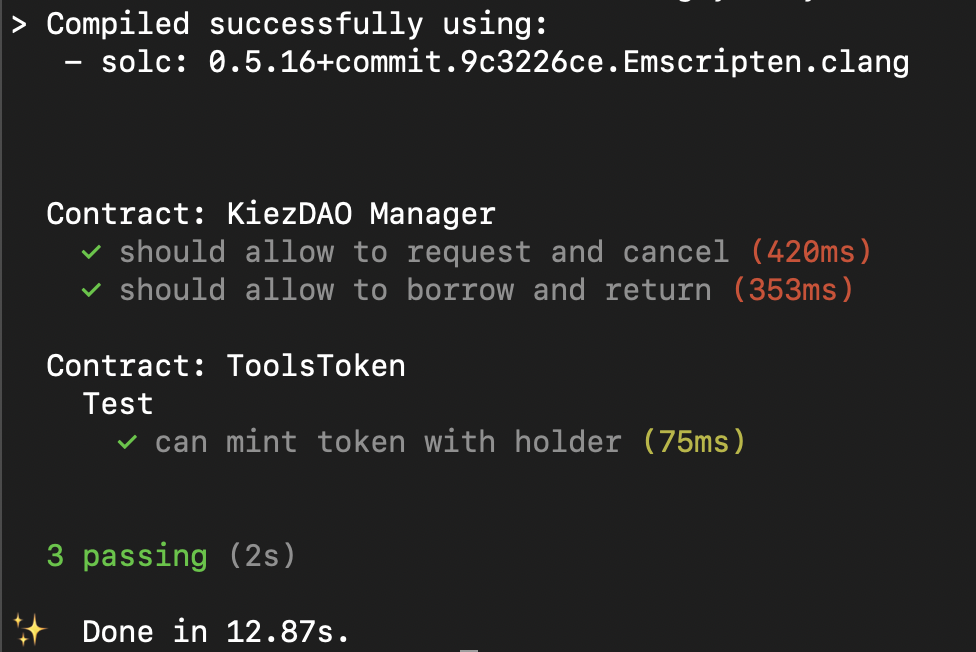 > Compiled successfully using:
– solc: 0.5.16+commit.9c3226ce.Emscripten.clang
Contract: KiezDAO Manager
✓ should allow to request and cancel (420ms)
✓ should allow to borrow and return (353ms)
Contract: ToolsToken
Test
✓ can mint token with holder (75ms)
3 passing (2s)
✨ Done in 12.87s.